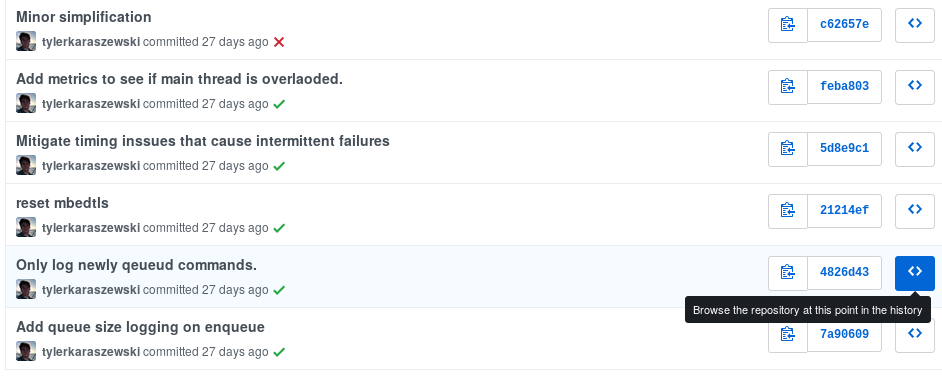 Minor simplification
tylerkaraszewski committed 27 days ago
c62657e
Add metrics to see if main thread is overlaoded.
tylerkaraszewski committed 27 days ago
feba803
Mitigate timing inssues that cause intermittent failures
tylerkaraszewski committed 27 days ago
5d8e9c1
reset mbedtls
tylerkaraszewski committed 27 days ago
21214ef
Only log newly qeueud commands.
tylerkaraszewski committed 27 days ago
4826d43
Browse the repository at this point in the history
Add queue size logging on enqueue
tylerkaraszewski committed 27 days ago
7a90609